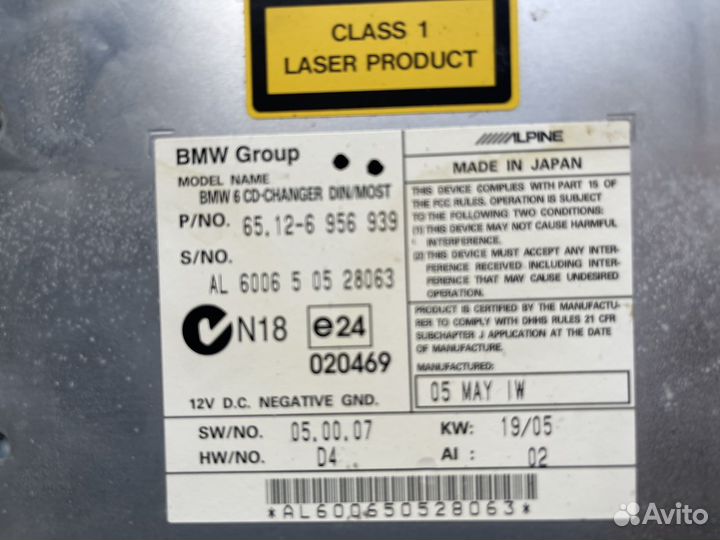 CLASS 1
LASER PRODUCT
BMW Group
MODEL NAME
BMW 6 CD-CHANGER DIN/MOST
P/NO. 65.12-6 956 939
S/NO.
AL 6006 5 05 28063
N18 e24
020469
12V D.C. NEGATIVE GND.
ALPINE
MADE IN JAPAN
THIS DEVICE COMPLIES WITH PART 15 OF
THE FCC RULES. OPERATION IS SUBJECT
TO THE FOLLOWING TWO CONDITIONS:
(1) THIS DEVICE MAY NOT CAUSE HARMFUL
INTERFERENCE.
(2) THIS DEVICE MUST ACCEPT ANY INTER-
FERENCE RECEIVED INCLUDING INTER-
FERENCE THAT MAY CAUSE UNDESIRED
OPERATION.
PRODUCT IS CERTIFIED BY THE MANUFACTU-
RER TO COMPLY WITH DHHS RULES 21 CFR
SUBCHAPTER J APPLICATION AT THE DATE
OF MANUFACTURE.
MANUFACTURED:
05 MAY IW
SW/NO. 05.00.07 KW: 19/05
HW/NO. D4 AI : 02
*AL600650528063*
Avito